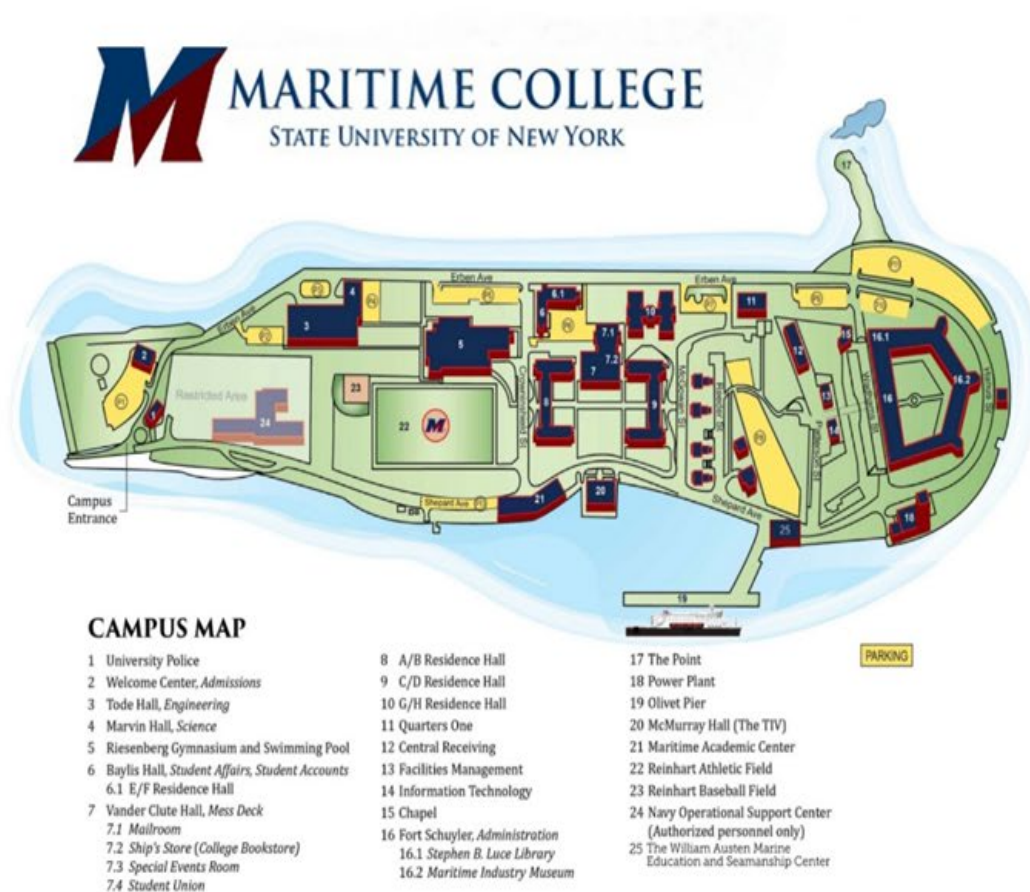 M MARITIME COLLEGE
STATE UNIVERSITY OF NEW YORK
17
Erben Ave
Erben Ave
Erben Ave
4
6.1
6
3
5
7.1
7.2
7
10
11
12
15
16.1
16.2
16
13
14
2
Restricted Area
24
23
22
M
8
9
Crowninshield St
McGown St
Shepard Ave
Shepard Ave
21
20
25
18
19
Campus
Entrance
CAMPUS MAP
PARKING
1 University Police
2 Welcome Center, Admissions
3 Tode Hall, Engineering
4 Marvin Hall, Science
5 Riesenberg Gymnasium and Swimming Pool
6 Baylis Hall, Student Affairs, Student Accounts
6.1 E/F Residence Hall
7 Vander Clute Hall, Mess Deck
7.1 Mailroom
7.2 Ship's Store (College Bookstore)
7.3 Special Events Room
7.4 Student Union
8 A/B Residence Hall
9 C/D Residence Hall
10 G/H Residence Hall
11 Quarters One
12 Central Receiving
13 Facilities Management
14 Information Technology
15 Chapel
16 Fort Schuyler, Administration
16.1 Stephen B. Luce Library
16.2 Maritime Industry Museum
17 The Point
18 Power Plant
19 Olivet Pier
20 McMurray Hall (The TIV)
21 Maritime Academic Center
22 Reinhart Athletic Field
23 Reinhart Baseball Field
24 Navy Operational Support Center
(Authorized personnel only)
25 The William Austen Marine
Education and Seamanship Center